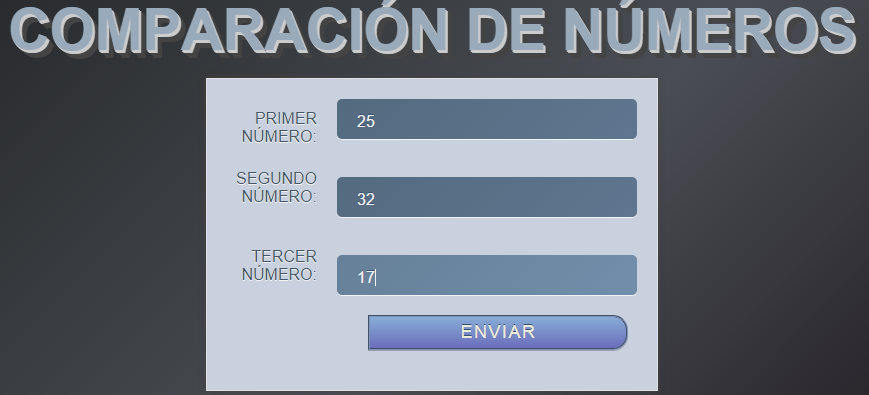 COMPARACIÓN DE NÚMEROS
PRIMER
NÚMERO:
25
SEGUNDO
NÚMERO:
32
TERCER
NÚMERO:
17
ENVIAR